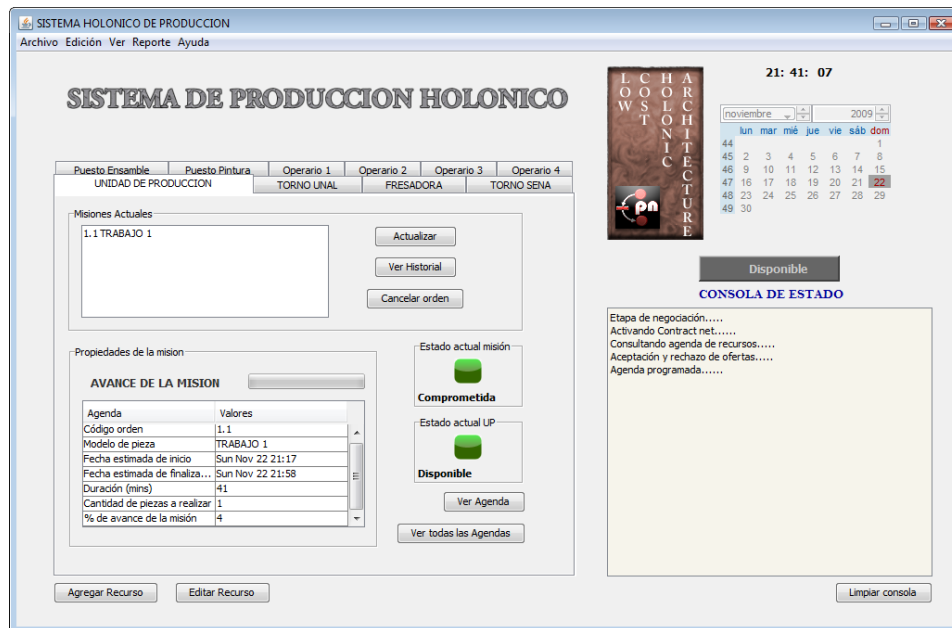 SISTEMA HOLONICO DE PRODUCCION
Archivo Edición Ver Reporte Ayuda
SISTEMA DE PRODUCCION HOLONICO
LOW COST HOLONIC ARCHITECTURE
pn
21: 41: 07
noviembre 2009
lun mar mié jue vie sáb dom
44 1
45 2 3 4 5 6 7 8
46 9 10 11 12 13 14 15
47 16 17 18 19 20 21 22
48 23 24 25 26 27 28 29
49 30
Puesto Ensamble Puesto Pintura Operario 1 Operario 2 Operario 3 Operario 4
UNIDAD DE PRODUCCION TORNO UNAL FRESADORA TORNO SENA
Misiones Actuales
1.1 TRABAJO 1
Actualizar
Ver Historial
Cancelar orden
Propiedades de la mision
AVANCE DE LA MISION
Agenda Valores
Código orden 1.1
Modelo de pieza TRABAJO 1
Fecha estimada de inicio Sun Nov 22 21:17
Fecha estimada de finaliza... Sun Nov 22 21:58
Duración (mins) 41
Cantidad de piezas a realizar 1
% de avance de la misión 4
Estado actual misión
Comprometida
Estado actual UP
Disponible
Ver Agenda
Ver todas las Agendas
Agregar Recurso Editar Recurso
Disponible
CONSOLA DE ESTADO
Etapa de negociación.....
Activando Contract net......
Consultando agenda de recursos.....
Aceptación y rechazo de ofertas.....
Agenda programada......
Limpiar consola